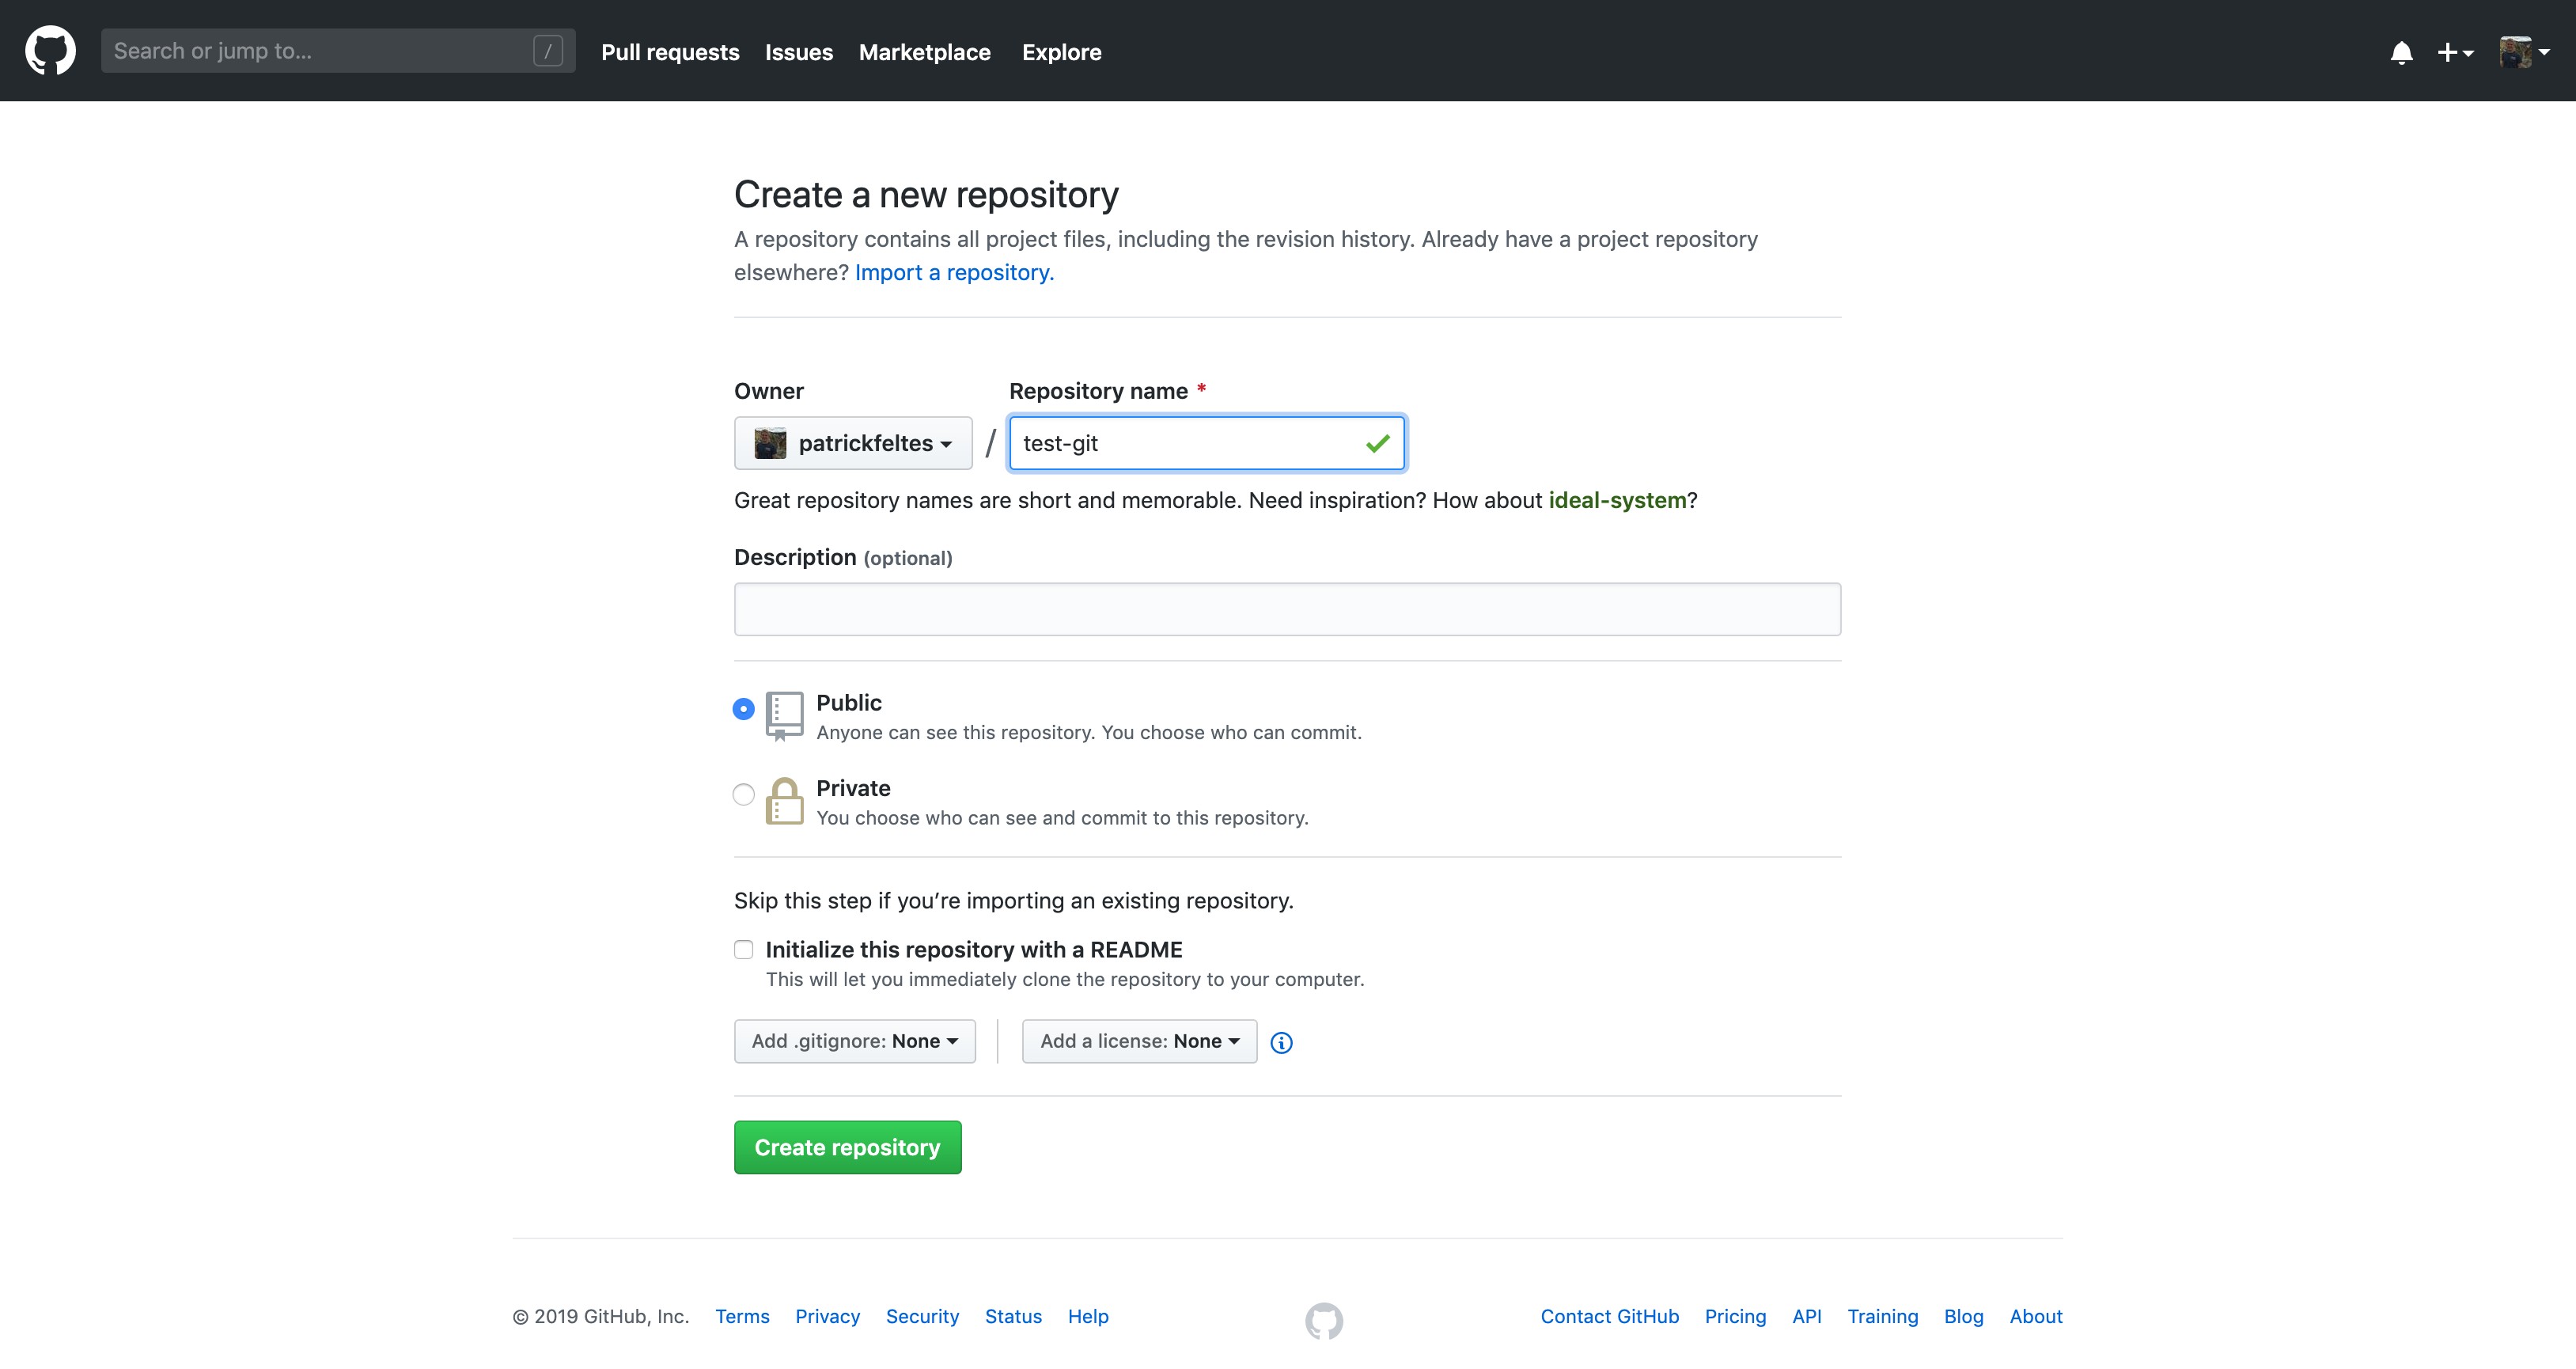 Search or jump to... /
Pull requests Issues Marketplace Explore
Create a new repository
A repository contains all project files, including the revision history. Already have a project repository
elsewhere? Import a repository.
Owner Repository name *
patrickfeltes / test-git
Great repository names are short and memorable. Need inspiration? How about ideal-system?
Description (optional)
Public
Anyone can see this repository. You choose who can commit.
Private
You choose who can see and commit to this repository.
Skip this step if you’re importing an existing repository.
Initialize this repository with a README
This will let you immediately clone the repository to your computer.
Add .gitignore: None Add a license: None
Create repository
© 2019 GitHub, Inc. Terms Privacy Security Status Help Contact GitHub Pricing API Training Blog About